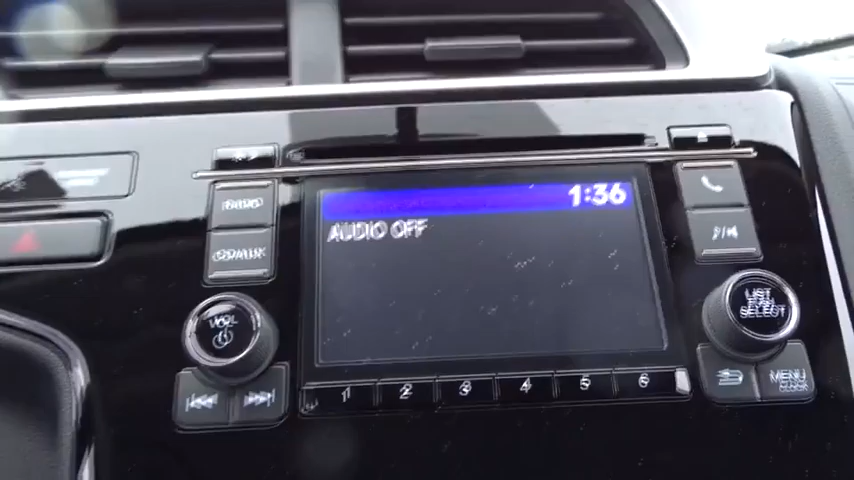 1:36
AUDIO OFF
RADIO
CD/AUX
VOL
LIST
PUSH
SELECT
1 2 3 4 5 6
MENU
CLOCK